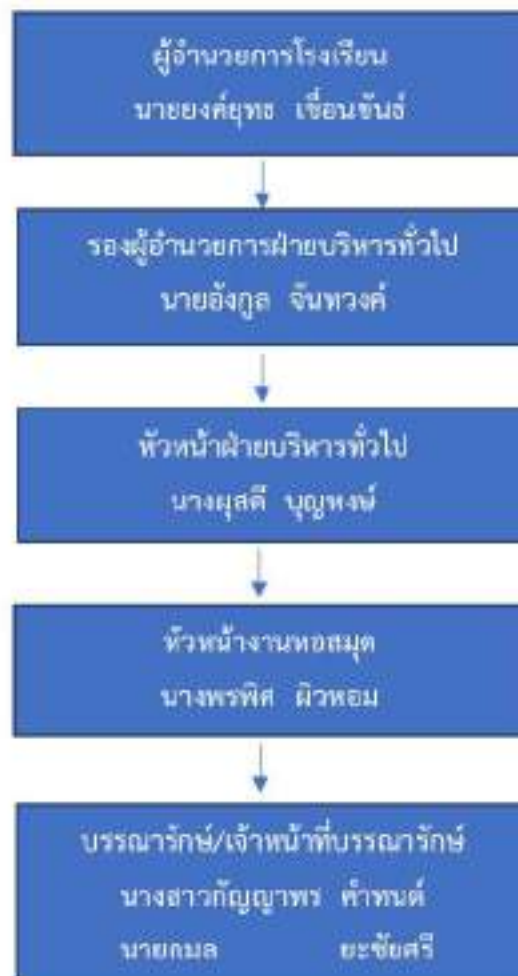 ผู้อำนวยการโรงเรียน
นายยงค์ยุทธ เขื่อนขันธ์
รองผู้อำนวยการฝ่ายบริหารทั่วไป
นายอังกูล จันทวงค์
หัวหน้าฝ่ายบริหารทั่วไป
นางผุสดี บุญหงษ์
หัวหน้างานหอสมุด
นางพรพิศ ผิวหอม
บรรณารักษ์/เจ้าหน้าที่บรรณารักษ์
นางสาวกัญญาพร คำทนต์
นายกมล ยะชัยศรี